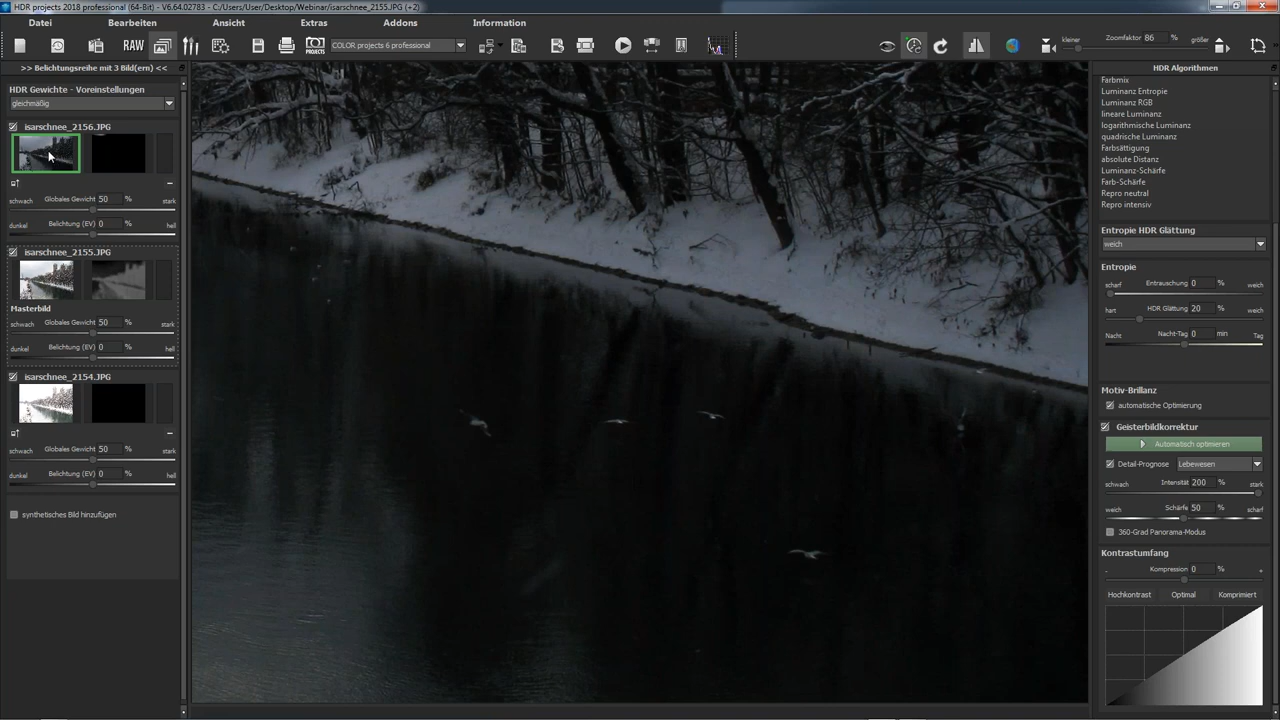 HDR projects 2018 professional (64-Bit) - V6.64.02783 - C:/Users/User/Desktop/Webinar/isarschnee_2155.JPG (+2)
Datei Bearbeiten Ansicht Extras Addons Information
RAW PROJECTS COLOR projects 6 professional kleiner Zoomfaktor 86 % größer
>> Belichtungsreihe mit 3 Bild(em) <<
HDR Gewichte - Voreinstellungen
gleichmäßig
isarschnee_2156.JPG
schwach Globales Gewicht 50 % stark
dunkel Belichtung (EV) 0 % hell
isarschnee_2155.JPG
Masterbild
schwach Globales Gewicht 50 % stark
dunkel Belichtung (EV) 0 % hell
isarschnee_2154.JPG
schwach Globales Gewicht 50 % stark
dunkel Belichtung (EV) 0 % hell
synthetisches Bild hinzufügen
HDR Algorithmen
Farbmix
Luminanz Entropie
Luminanz RGB
lineare Luminanz
logarithmische Luminanz
quadrische Luminanz
Farbsättigung
absolute Distanz
Luminanz-Schärfe
Farb-Schärfe
Repro neutral
Repro intensiv
Entropie HDR Glättung
weich
Entropie
scharf Entrauschung 0 % weich
hart HDR Glättung 20 % weich
Nacht Nacht-Tag 0 min Tag
Motiv-Brillanz
automatische Optimierung
Geisterbildkorrektur
Automatisch optimieren
Detail-Prognose Lebewesen
schwach Intensität 200 % stark
weich Schärfe 50 % scharf
360-Grad Panorama-Modus
Kontrastumfang
- Kompression 0 % +
Hochkontrast Optimal Komprimiert